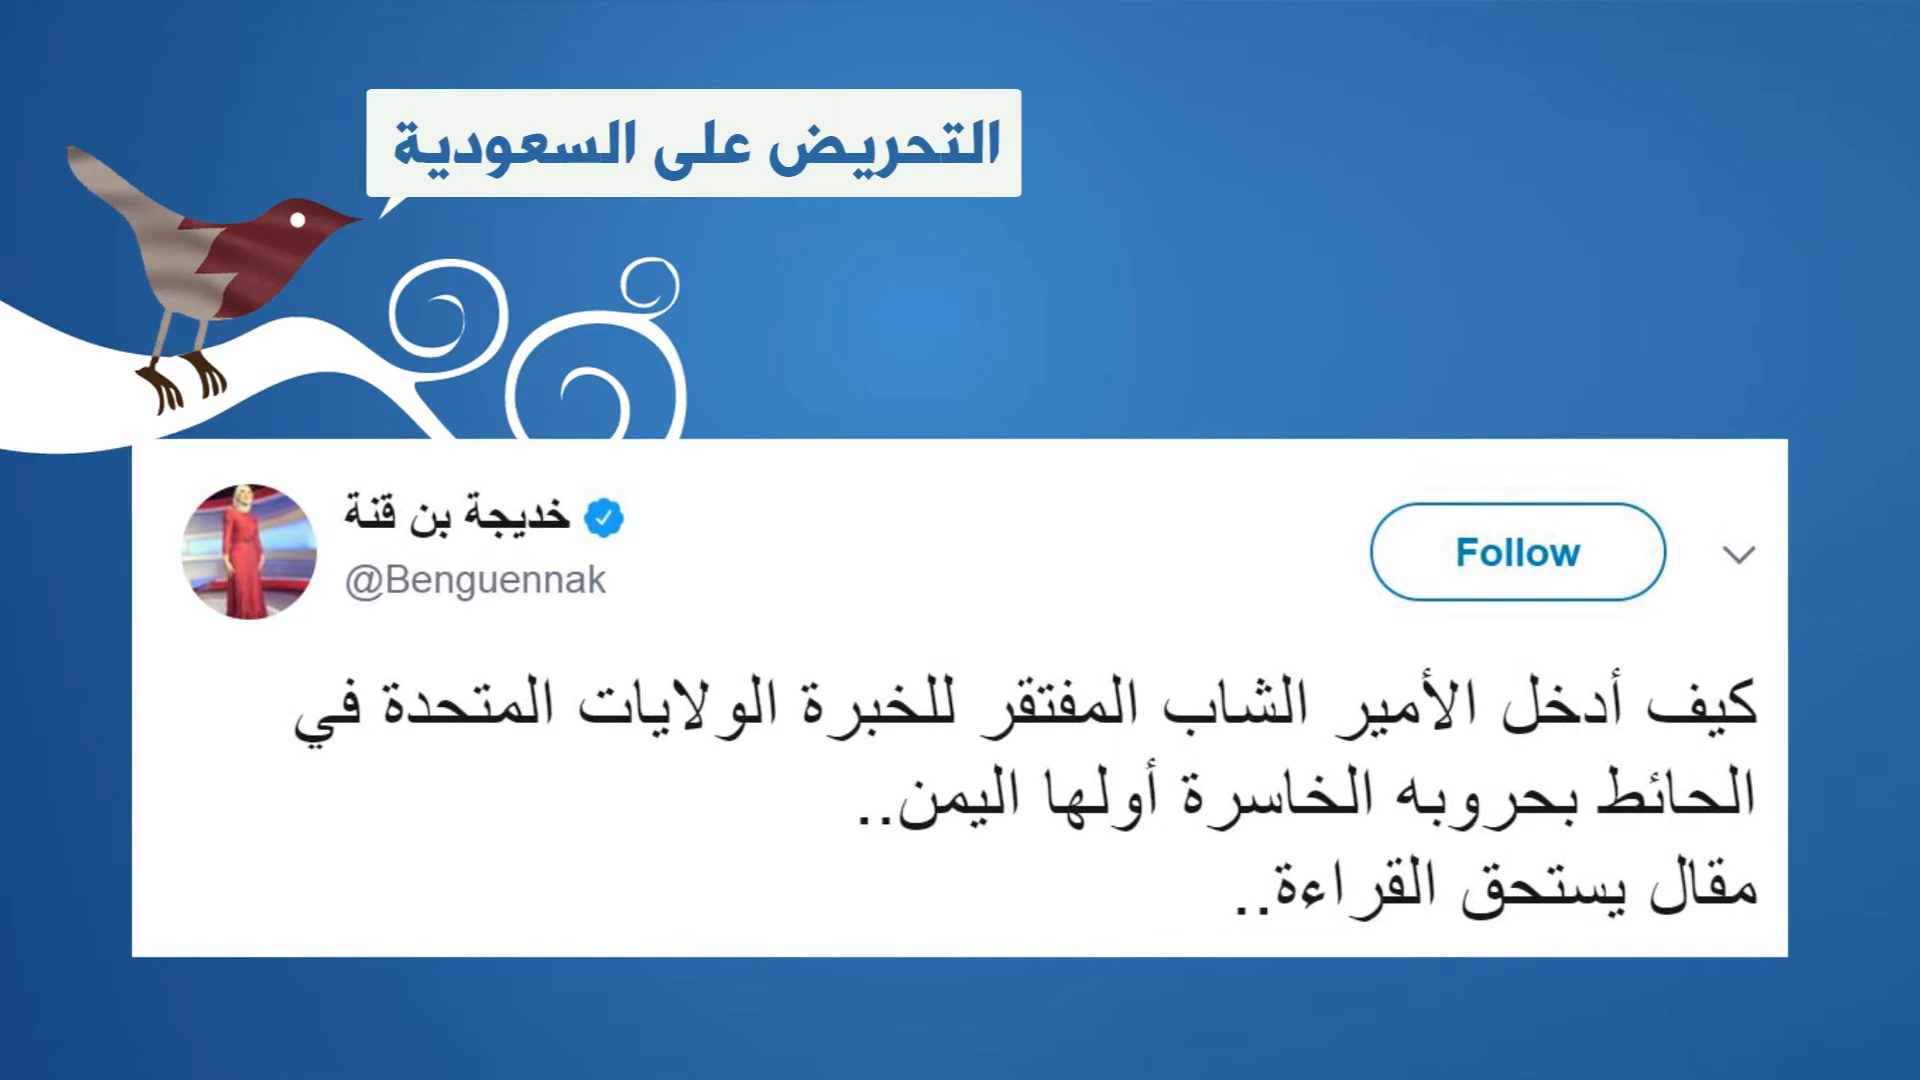 التحريض على السعودية
خديجة بن قنة
@Benguennak
Follow
كيف أدخل الأمير الشاب المفتقر للخبرة الولايات المتحدة في
الحائط بحروبه الخاسرة أولها اليمن..
مقال يستحق القراءة..